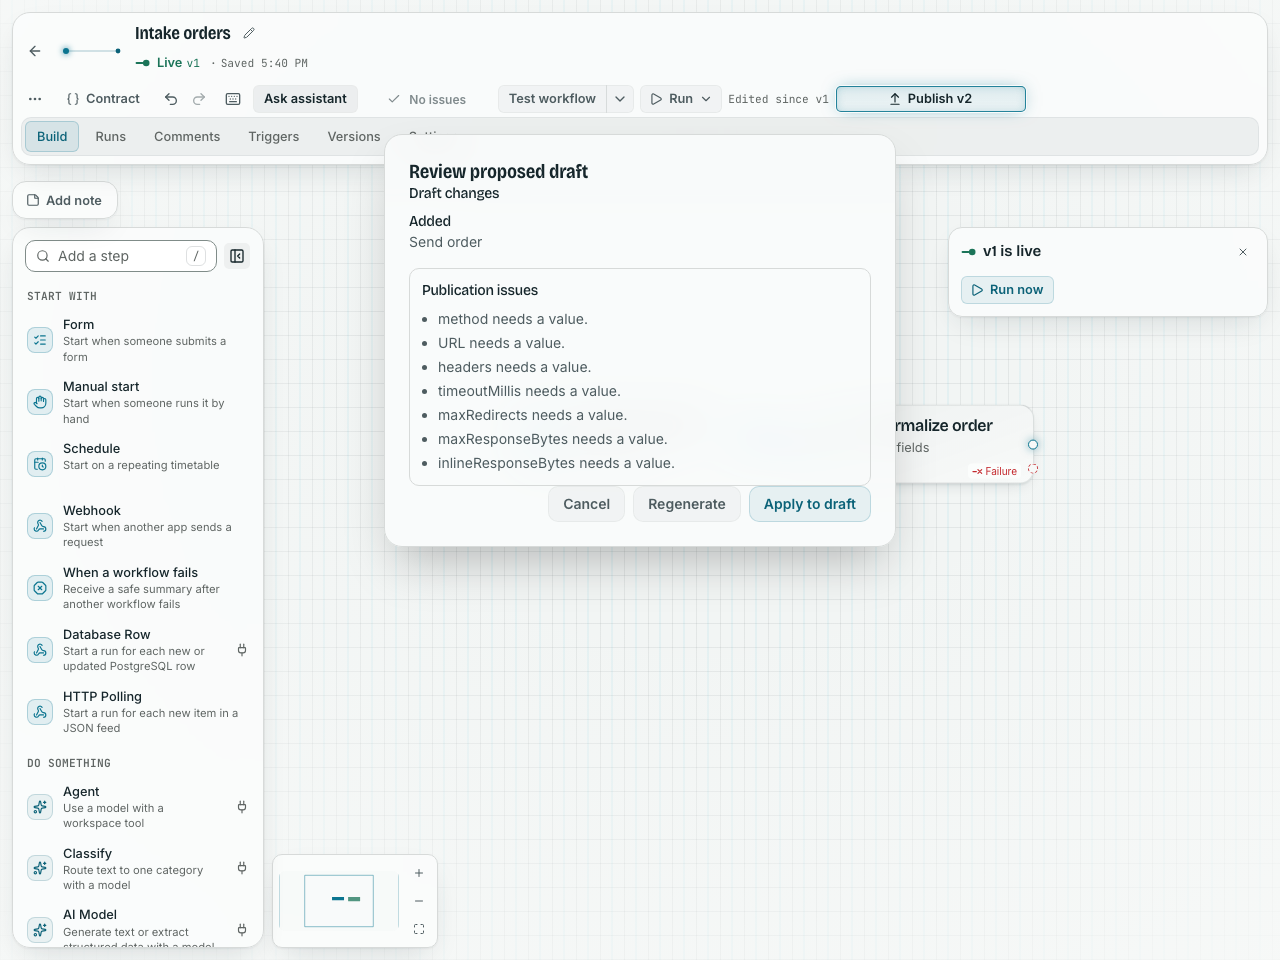 Intake orders
Live v1 · Saved 5:40 PM
Contract
Ask assistant
No issues
Test workflow
Run
Edited since v1
Publish v2
Build
Runs
Comments
Triggers
Versions
Add note
Add a step
/
START WITH
Form
Start when someone submits a
form
Manual start
Start when someone runs it by
hand
Schedule
Start on a repeating timetable
Webhook
Start when another app sends a
request
When a workflow fails
Receive a safe summary after
another workflow fails
Database Row
Start a run for each new or
updated PostgreSQL row
HTTP Polling
Start a run for each new item in a
JSON feed
DO SOMETHING
Agent
Use a model with a
workspace tool
Classify
Route text to one category
with a model
AI Model
Generate text or extract
structured data with a model
Review proposed draft
Draft changes
Added
Send order
Publication issues
method needs a value.
URL needs a value.
headers needs a value.
timeoutMillis needs a value.
maxRedirects needs a value.
maxResponseBytes needs a value.
inlineResponseBytes needs a value.
Cancel
Regenerate
Apply to draft
v1 is live
Run now
rmalize order
fields
Failure